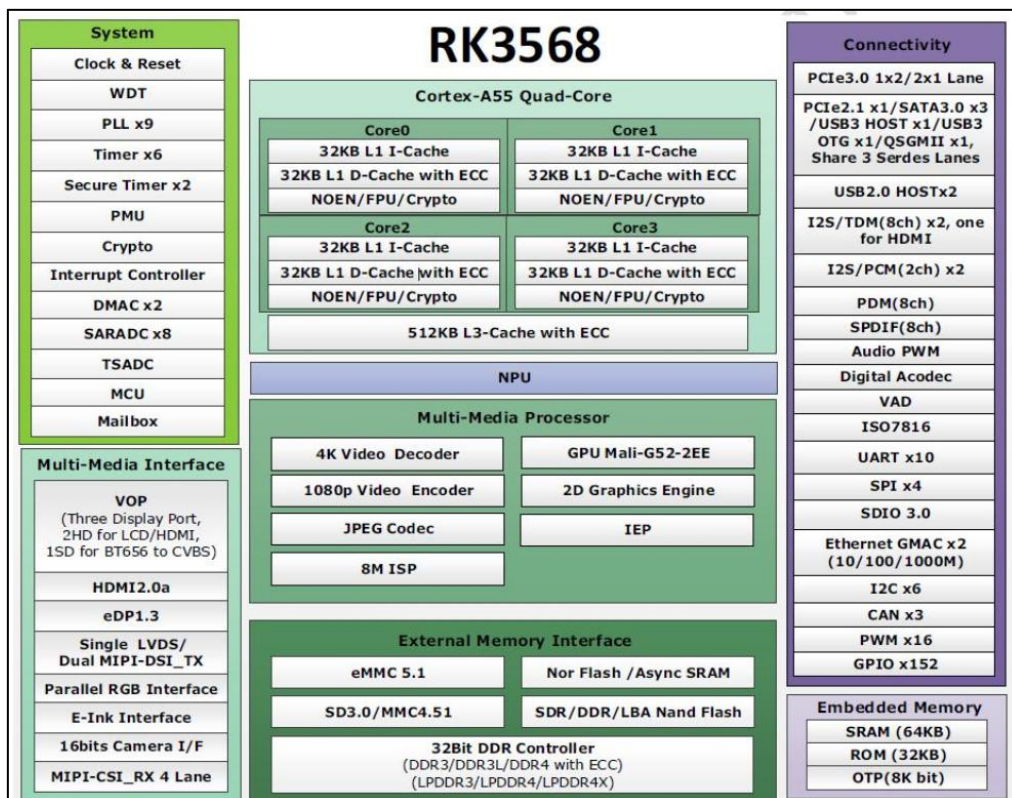 RK3568
System
Clock & Reset
WDT
PLL x9
Timer x6
Secure Timer x2
PMU
Crypto
Interrupt Controller
DMAC x2
SARADC x8
TSADC
MCU
Mailbox
Multi-Media Interface
VOP
(Three Display Port,
2HD for LCD/HDMI,
1SD for BT656 to CVBS)
HDMI2.0a
eDP1.3
Single LVDS/
Dual MIPI-DSI_TX
Parallel RGB Interface
E-Ink Interface
16bits Camera I/F
MIPI-CSI_RX 4 Lane
Cortex-A55 Quad-Core
Core0
32KB L1 I-Cache
32KB L1 D-Cache with ECC
NOEN/FPU/Crypto
Core1
32KB L1 I-Cache
32KB L1 D-Cache with ECC
NOEN/FPU/Crypto
Core2
32KB L1 I-Cache
32KB L1 D-Cache with ECC
NOEN/FPU/Crypto
Core3
32KB L1 I-Cache
32KB L1 D-Cache with ECC
NOEN/FPU/Crypto
512KB L3-Cache with ECC
NPU
Multi-Media Processor
4K Video Decoder
GPU Mali-G52-2EE
1080p Video Encoder
2D Graphics Engine
JPEG Codec
IEP
8M ISP
External Memory Interface
eMMC 5.1
Nor Flash /Async SRAM
SD3.0/MMC4.51
SDR/DDR/LBA Nand Flash
32Bit DDR Controller
(DDR3/DDR3L/DDR4 with ECC)
(LPDDR3/LPDDR4/LPDDR4X)
Connectivity
PCIe3.0 1x2/2x1 Lane
PCIe2.1 x1/SATA3.0 x3
/USB3 HOST x1/USB3
OTG x1/QSGMII x1,
Share 3 Serdes Lanes
USB2.0 HOSTx2
I2S/TDM(8ch) x2, one
for HDMI
I2S/PCM(2ch) x2
PDM(8ch)
SPDIF(8ch)
Audio PWM
Digital Acodec
VAD
ISO7816
UART x10
SPI x4
SDIO 3.0
Ethernet GMAC x2
(10/100/1000M)
I2C x6
CAN x3
PWM x16
GPIO x152
Embedded Memory
SRAM (64KB)
ROM (32KB)
OTP(8K bit)